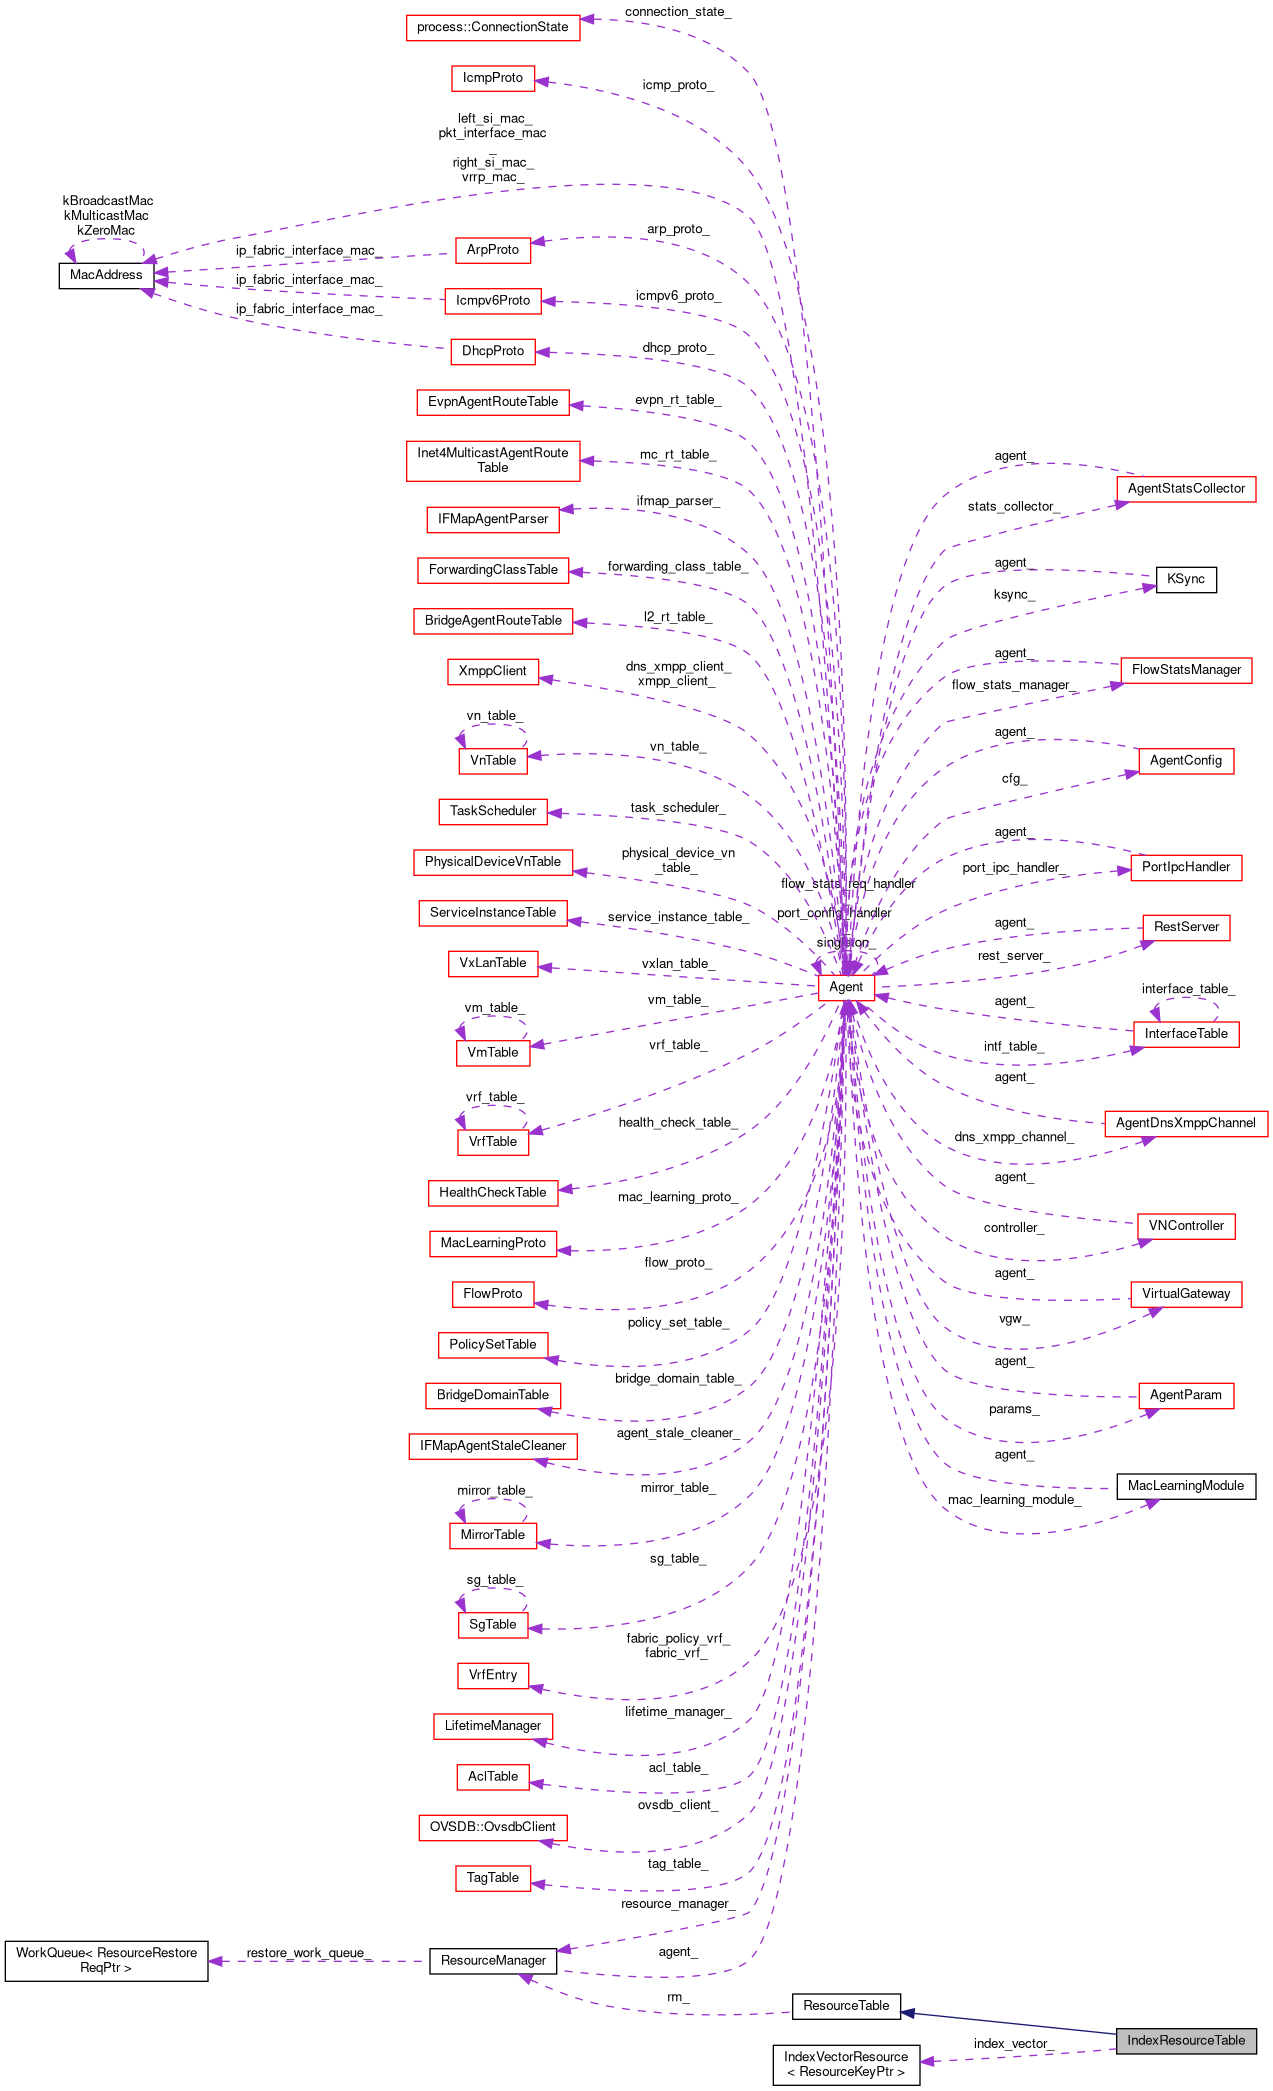 connection_state_
process::ConnectionState
IcmpProto
icmp_proto_
left_si_mac_
pkt_interface_mac
_
right_si_mac_
vrrp_mac_
kBroadcastMac
kMulticastMac
kZeroMac
MacAddress
ip_fabric_interface_mac_
ArpProto
arp_proto_
ip_fabric_interface_mac_
Icmpv6Proto
icmpv6_proto_
ip_fabric_interface_mac_
DhcpProto
dhcp_proto_
EvpnAgentRouteTable
evpn_rt_table_
Inet4MulticastAgentRoute
Table
mc_rt_table_
IFMapAgentParser
ifmap_parser_
ForwardingClassTable
forwarding_class_table_
BridgeAgentRouteTable
l2_rt_table_
XmppClient
dns_xmpp_client_
xmpp_client_
vn_table_
VnTable
vn_table_
TaskScheduler
task_scheduler_
PhysicalDeviceVnTable
physical_device_vn
_table_
ServiceInstanceTable
service_instance_table_
VxLanTable
vxlan_table_
vm_table_
VmTable
vm_table_
vrf_table_
VrfTable
vrf_table_
HealthCheckTable
health_check_table_
MacLearningProto
mac_learning_proto_
FlowProto
flow_proto_
PolicySetTable
policy_set_table_
BridgeDomainTable
bridge_domain_table_
IFMapAgentStaleCleaner
agent_stale_cleaner_
mirror_table_
MirrorTable
mirror_table_
sg_table_
SgTable
sg_table_
VrfEntry
fabric_policy_vrf_
fabric_vrf_
LifetimeManager
lifetime_manager_
AclTable
acl_table_
OVSDB::OvsdbClient
ovsdb_client_
TagTable
tag_table_
resource_manager_
WorkQueue< ResourceRestore
ReqPtr >
restore_work_queue_
ResourceManager
agent_
rm_
flow_stats_req_handler
_
port_config_handler
_
singleton_
Agent
agent_
AgentStatsCollector
stats_collector_
agent_
KSync
ksync_
agent_
FlowStatsManager
flow_stats_manager_
agent_
AgentConfig
cfg_
agent_
PortIpcHandler
port_ipc_handler_
agent_
RestServer
rest_server_
interface_table_
agent_
InterfaceTable
intf_table_
agent_
AgentDnsXmppChannel
dns_xmpp_channel_
agent_
VNController
controller_
agent_
VirtualGateway
vgw_
agent_
AgentParam
params_
agent_
MacLearningModule
mac_learning_module_
ResourceTable
IndexResourceTable
index_vector_
IndexVectorResource
< ResourceKeyPtr >